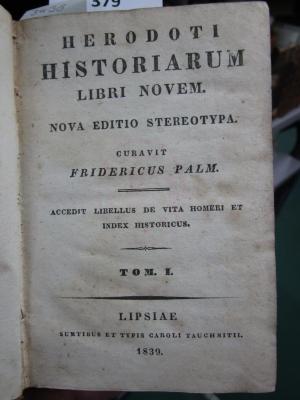 379
HERODOTI
HISTORIARUM
LIBRI NOVEM.
NOVA EDITIO STEREOTYPA.
CURAVIT
FRIDERICUS PALM.
ACCEDIT LIBELLUS DE VITA HOMERI ET
INDEX HISTORICUS.
TOM. I.
LIPSIAE
SUMTIBUS ET TYPIS CAROLI TAUCHNITII.
1839.